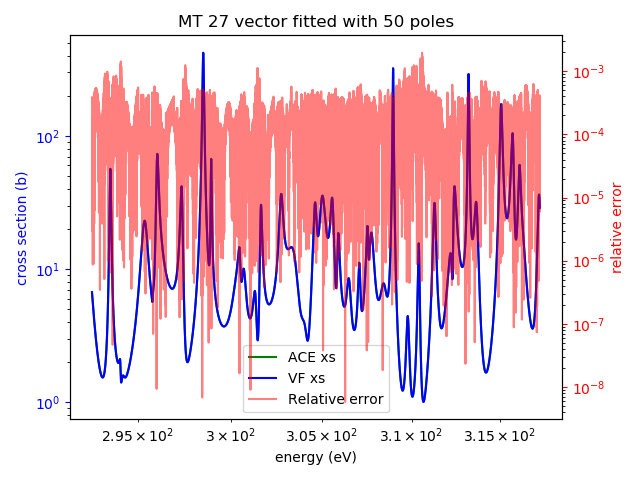 MT 27 vector fitted with 50 poles
cross section (b)
10²
10¹
10⁰
10⁻³
10⁻⁴
10⁻⁵
10⁻⁶
10⁻⁷
10⁻⁸
relative error
ACE xs
VF xs
Relative error
2.95 × 10² 3 × 10² 3.05 × 10² 3.1 × 10² 3.15 × 10²
energy (eV)